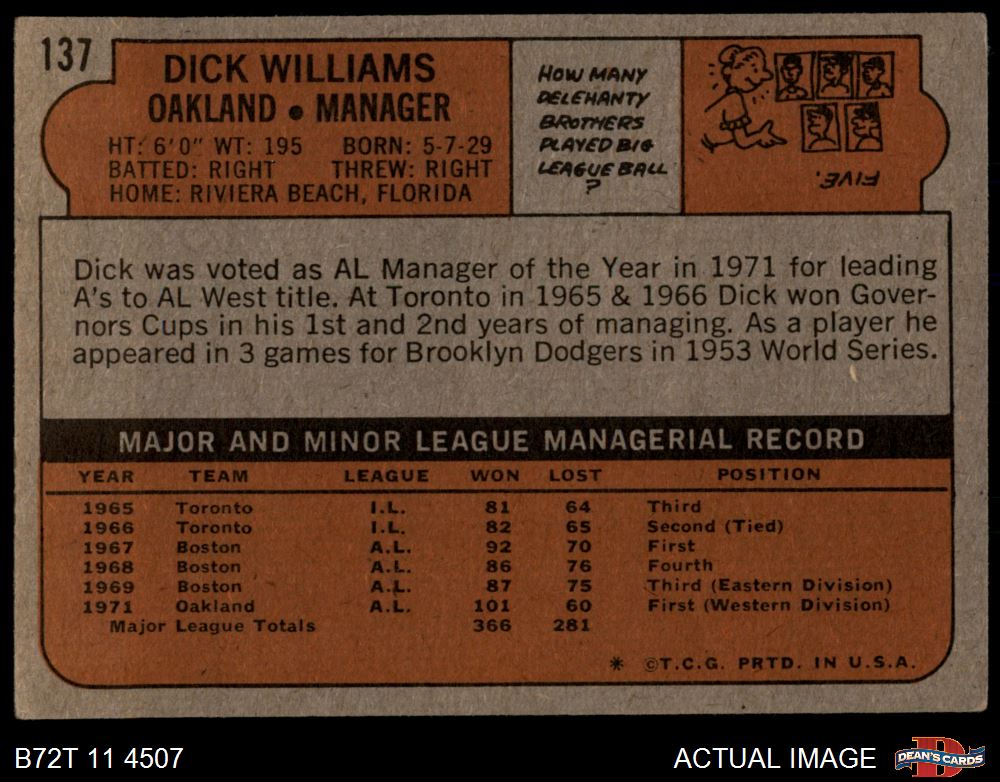 137
DICK WILLIAMS
OAKLAND • MANAGER
HT: 6'0" WT: 195 BORN: 5-7-29
BATTED: RIGHT THREW: RIGHT
HOME: RIVIERA BEACH, FLORIDA
HOW MANY
DELEHANTY
BROTHERS
PLAYED BIG
LEAGUE BALL
?
FIVE.
Dick was voted as AL Manager of the Year in 1971 for leading
A's to AL West title. At Toronto in 1965 & 1966 Dick won Gover-
nors Cups in his 1st and 2nd years of managing. As a player he
appeared in 3 games for Brooklyn Dodgers in 1953 World Series.
MAJOR AND MINOR LEAGUE MANAGERIAL RECORD
YEAR TEAM LEAGUE WON LOST POSITION
1965 Toronto I.L. 81 64 Third
1966 Toronto I.L. 82 65 Second (Tied)
1967 Boston A.L. 92 70 First
1968 Boston A.L. 86 76 Fourth
1969 Boston A.L. 87 75 Third (Eastern Division)
1971 Oakland A.L. 101 60 First (Western Division)
Major League Totals 366 281
* ©T.C.G. PRTD. IN U.S.A.
B72T 11 4507
ACTUAL IMAGE
D
DEAN'S CARDS